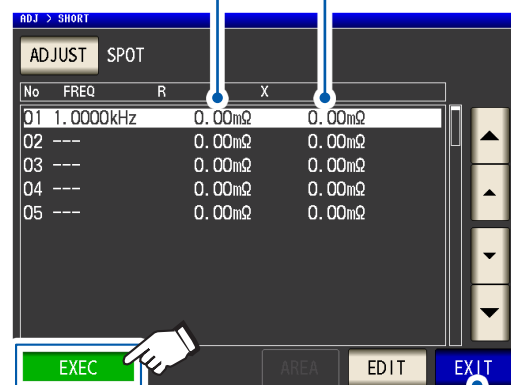 ADJ > SHORT
ADJUST SPOT
No FREQ R X
01 1.0000kHz 0.00mΩ 0.00mΩ
02 --- 0.00mΩ 0.00mΩ
03 --- 0.00mΩ 0.00mΩ
04 --- 0.00mΩ 0.00mΩ
05 --- 0.00mΩ 0.00mΩ
EXEC AREA EDIT EXIT